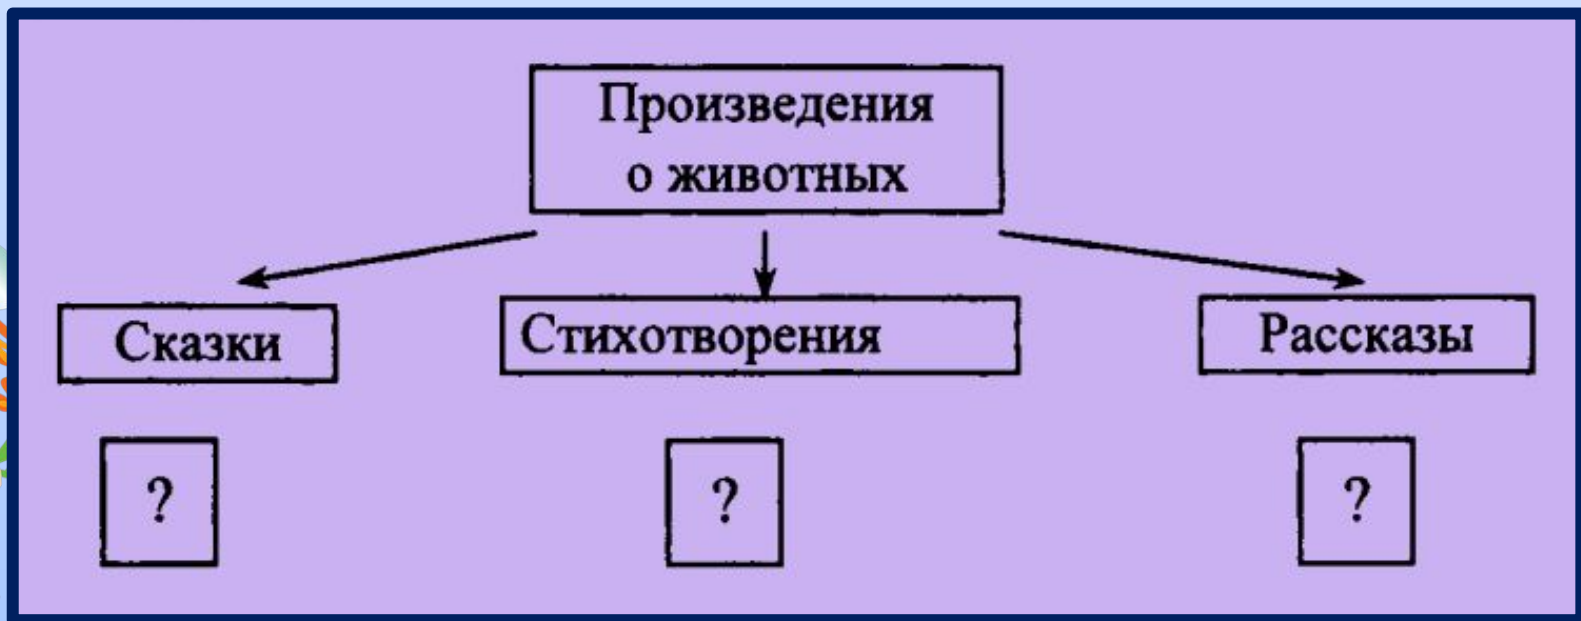 Произведения
о животных
Сказки
Стихотворения
Рассказы
?
?
?